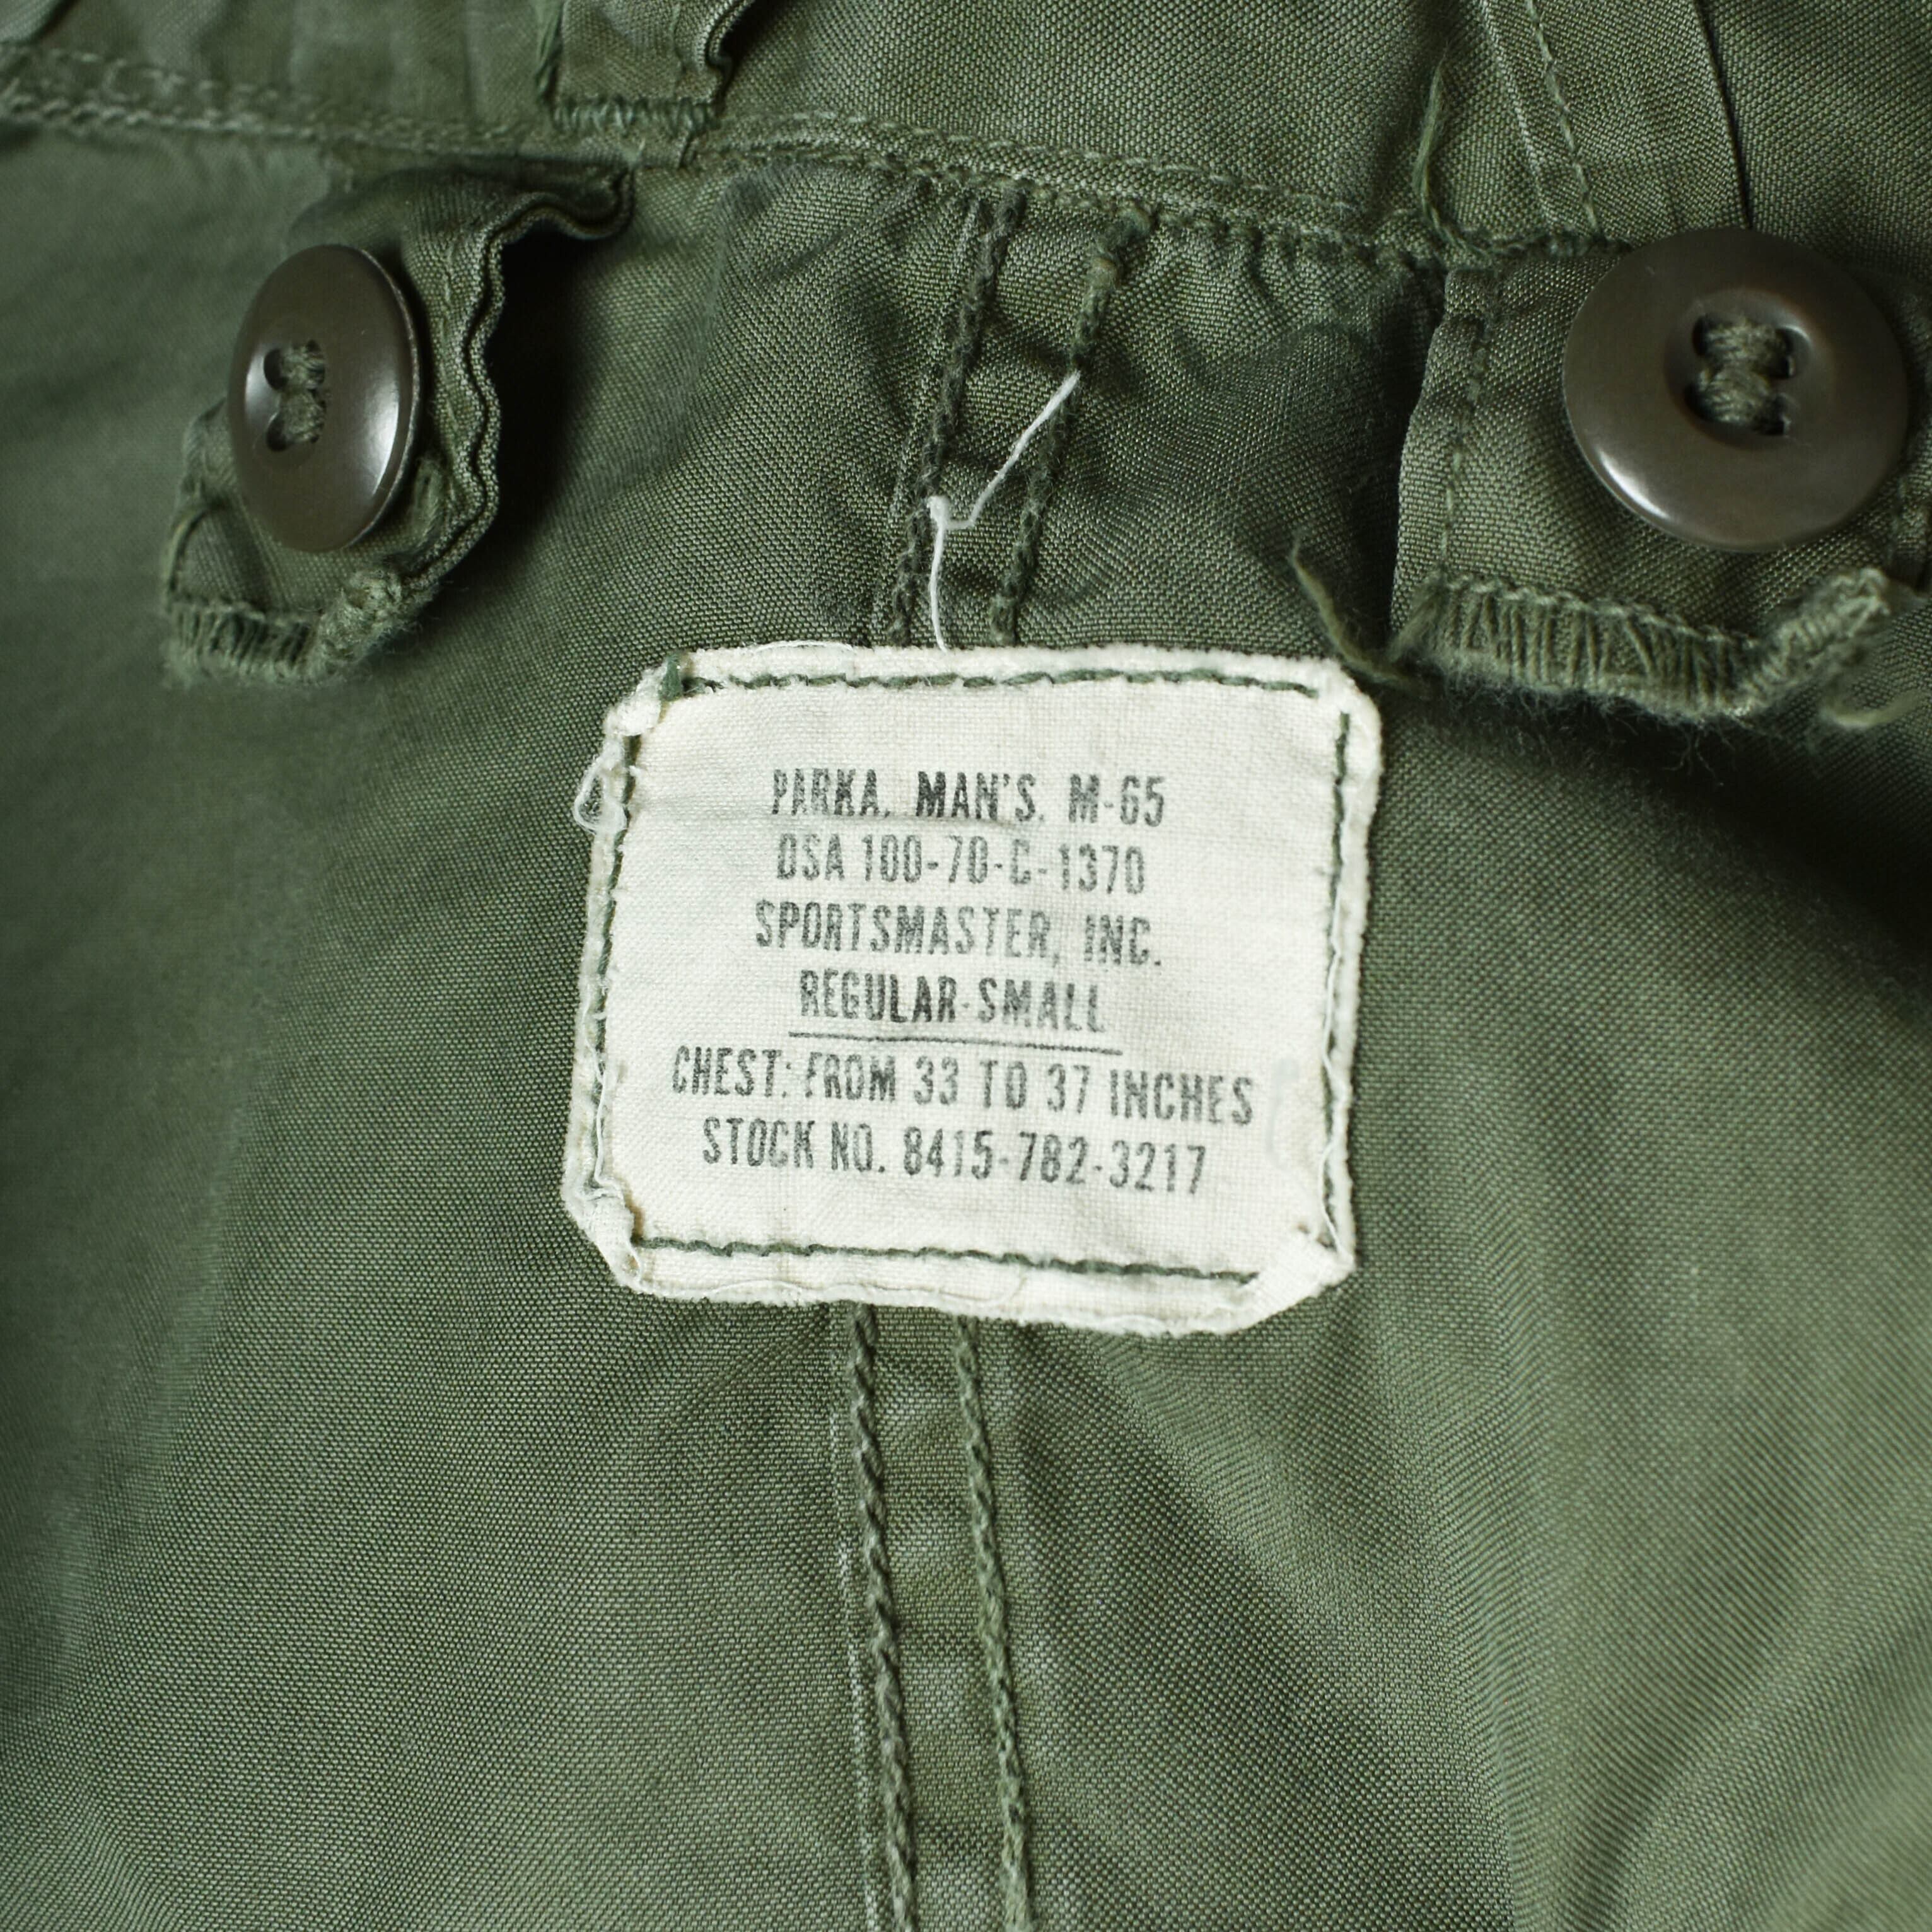 PARKA, MAN'S, M-65
DSA 100-70-C-1370
SPORTSMASTER, INC.
REGULAR-SMALL
CHEST: FROM 33 TO 37 INCHES
STOCK NO. 8415-782-3217